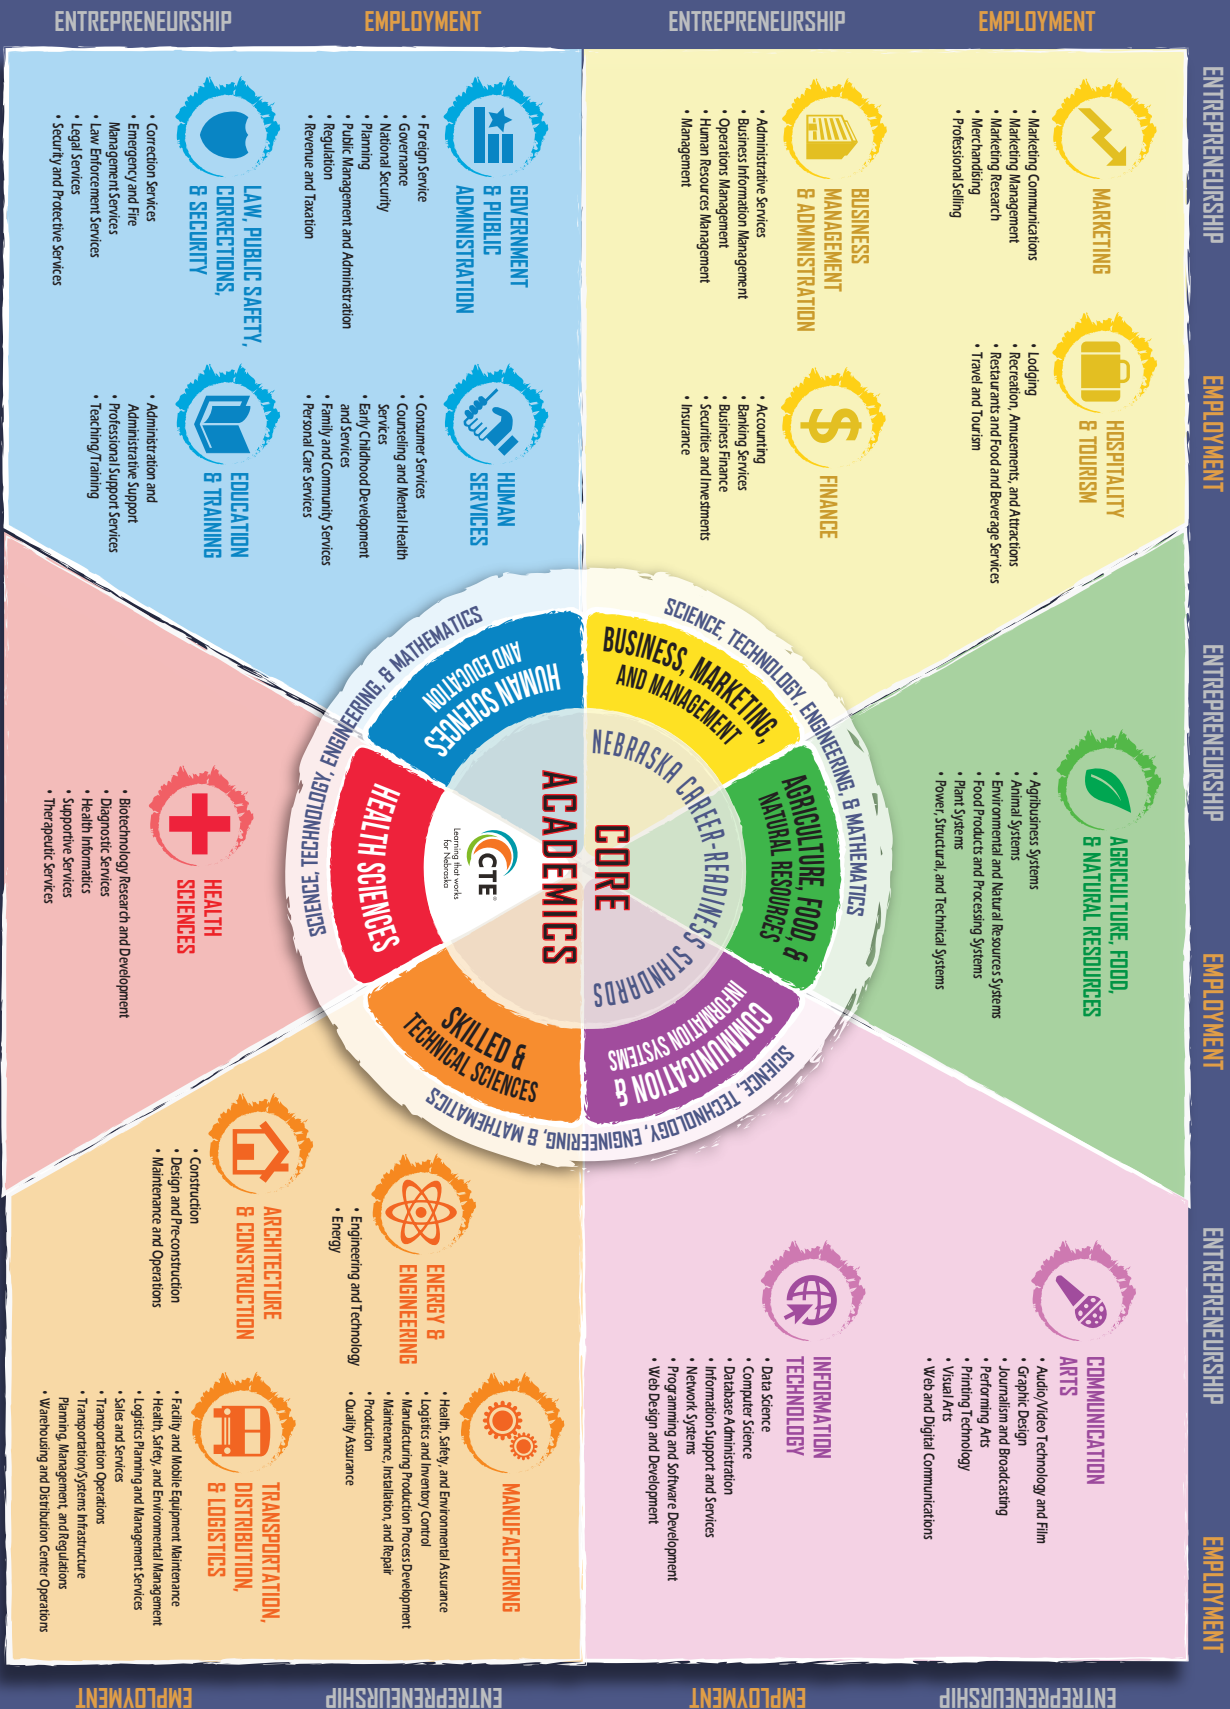 ENTREPRENEURSHIP
EMPLOYMENT
ENTREPRENEURSHIP
EMPLOYMENT
ENTREPRENEURSHIP
EMPLOYMENT
ENTREPRENEURSHIP
EMPLOYMENT
ENTREPRENEURSHIP
EMPLOYMENT
ENTREPRENEURSHIP
EMPLOYMENT
ENTREPRENEURSHIP
EMPLOYMENT
MARKETING
• Marketing Communications
• Marketing Management
• Marketing Research
• Merchandising
• Professional Selling
HOSPITALITY
& TOURISM
• Lodging
• Recreation, Amusements, and Attractions
• Restaurants and Food and Beverage Services
• Travel and Tourism
BUSINESS
MANAGEMENT
& ADMINISTRATION
• Administrative Services
• Business Information Management
• Operations Management
• Human Resources Management
• Management
FINANCE
• Accounting
• Banking Services
• Business Finance
• Securities and Investments
• Insurance
AGRICULTURE, FOOD,
& NATURAL RESOURCES
• Agribusiness Systems
• Animal Systems
• Environmental and Natural Resources Systems
• Food Products and Processing Systems
• Plant Systems
• Power, Structural, and Technical Systems
COMMUNICATION
ARTS
• Audio/Video Technology and Film
• Graphic Design
• Journalism and Broadcasting
• Performing Arts
• Printing Technology
• Visual Arts
• Web and Digital Communications
INFORMATION
TECHNOLOGY
• Data Science
• Computer Science
• Database Administration
• Information Support and Services
• Network Systems
• Programming and Software Development
• Web Design and Development
GOVERNMENT
& PUBLIC
ADMINISTRATION
• Foreign Service
• Governance
• National Security
• Planning
• Public Management and Administration
• Regulation
• Revenue and Taxation
HUMAN
SERVICES
• Consumer Services
• Counseling and Mental Health
Services
• Early Childhood Development
and Services
• Family and Community Services
• Personal Care Services
LAW, PUBLIC SAFETY,
CORRECTIONS,
& SECURITY
• Correction Services
• Emergency and Fire
Management Services
• Law Enforcement Services
• Legal Services
• Security and Protective Services
EDUCATION
& TRAINING
• Administration and
Administrative Support
• Professional Support Services
• Teaching/Training
HEALTH
SCIENCES
• Biotechnology Research and Development
• Diagnostic Services
• Health Informatics
• Supportive Services
• Therapeutic Services
MANUFACTURING
• Health, Safety, and Environmental Assurance
• Logistics and Inventory Control
• Manufacturing Production Process Development
• Maintenance, Installation, and Repair
• Production
• Quality Assurance
ENERGY &
ENGINEERING
• Engineering and Technology
• Energy
ARCHITECTURE
& CONSTRUCTION
• Construction
• Design and Pre-construction
• Maintenance and Operations
TRANSPORTATION,
DISTRIBUTION,
& LOGISTICS
• Facility and Mobile Equipment Maintenance
• Health, Safety, and Environmental Management
• Logistics Planning and Management Services
• Sales and Services
• Transportation Operations
• Transportation/Systems Infrastructure
Planning, Management, and Regulations
• Warehousing and Distribution Center Operations
SCIENCE, TECHNOLOGY, ENGINEERING, & MATHEMATICS
SCIENCE, TECHNOLOGY, ENGINEERING, & MATHEMATICS
SCIENCE, TECHNOLOGY, ENGINEERING, & MATHEMATICS
BUSINESS, MARKETING,
AND MANAGEMENT
AGRICULTURE, FOOD, &
NATURAL RESOURCES
COMMUNICATION &
INFORMATION SYSTEMS
SKILLED &
TECHNICAL SCIENCES
HEALTH SCIENCES
HUMAN SCIENCES
AND EDUCATION
NEBRASKA CAREER-READINESS STANDARDS
CORE
ACADEMICS
CTE®
Learning that works
for Nebraska